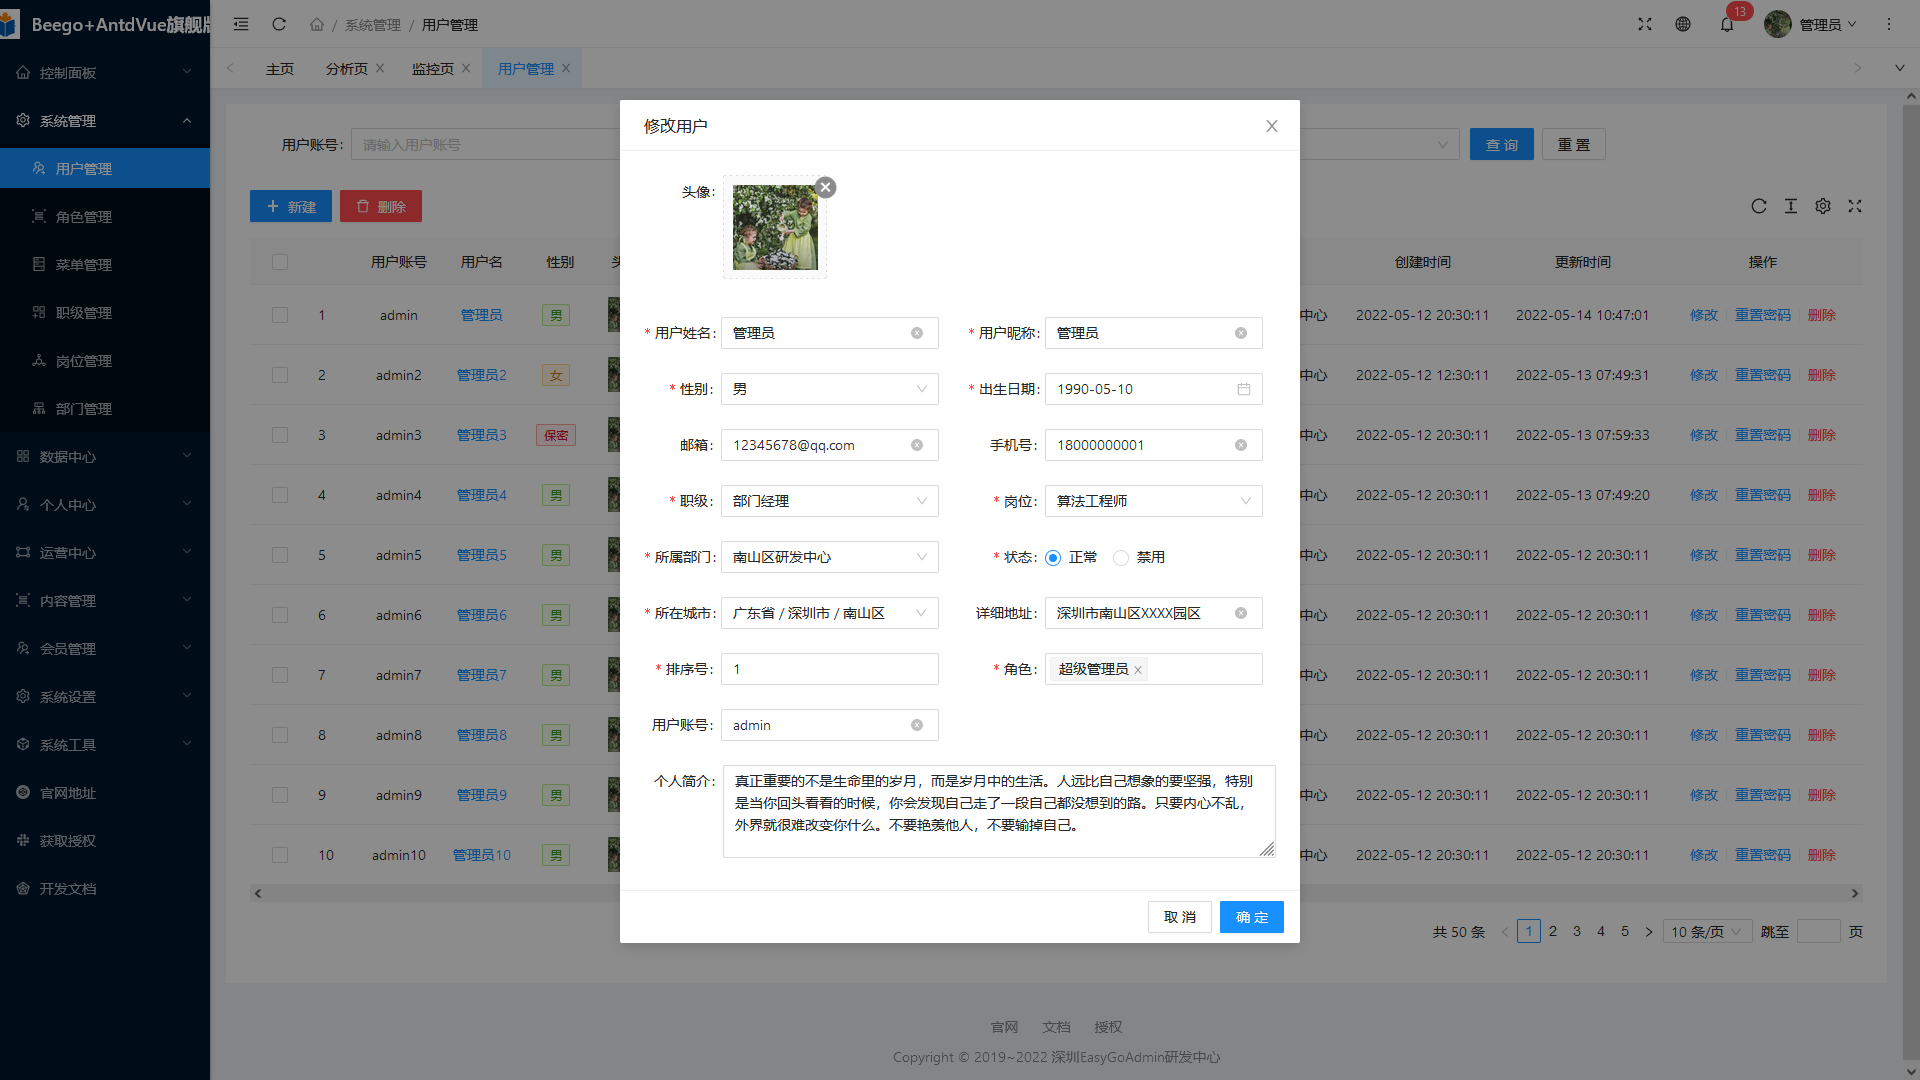 Beego+AntdVue旗舰版
系统管理 / 用户管理
13
管理员
控制面板
主页
分析页
监控页
用户管理
系统管理
用户管理
角色管理
菜单管理
职级管理
岗位管理
部门管理
数据中心
个人中心
运营中心
内容管理
会员管理
系统设置
系统工具
官网地址
获取授权
开发文档
用户账号:
请输入用户账号
查 询
重 置
新建
删除
用户账号 用户名 性别 创建时间 更新时间 操作
1 admin 管理员 男 中心 2022-05-12 20:30:11 2022-05-14 10:47:01 修改 重置密码 删除
2 admin2 管理员2 女 中心 2022-05-12 12:30:11 2022-05-13 07:49:31 修改 重置密码 删除
3 admin3 管理员3 保密 中心 2022-05-12 20:30:11 2022-05-13 07:59:33 修改 重置密码 删除
4 admin4 管理员4 男 中心 2022-05-12 20:30:11 2022-05-13 07:49:20 修改 重置密码 删除
5 admin5 管理员5 男 中心 2022-05-12 20:30:11 2022-05-12 20:30:11 修改 重置密码 删除
6 admin6 管理员6 男 中心 2022-05-12 20:30:11 2022-05-12 20:30:11 修改 重置密码 删除
7 admin7 管理员7 男 中心 2022-05-12 20:30:11 2022-05-12 20:30:11 修改 重置密码 删除
8 admin8 管理员8 男 中心 2022-05-12 20:30:11 2022-05-12 20:30:11 修改 重置密码 删除
9 admin9 管理员9 男 中心 2022-05-12 20:30:11 2022-05-12 20:30:11 修改 重置密码 删除
10 admin10 管理员10 男 中心 2022-05-12 20:30:11 2022-05-12 20:30:11 修改 重置密码 删除
共 50 条 1 2 3 4 5 10 条/页 跳至 页
修改用户
头像:
* 用户姓名: 管理员
* 用户昵称: 管理员
* 性别: 男
* 出生日期: 1990-05-10
邮箱: 12345678@qq.com
手机号: 18000000001
* 职级: 部门经理
* 岗位: 算法工程师
* 所属部门: 南山区研发中心
* 状态: 正常 禁用
* 所在城市: 广东省 / 深圳市 / 南山区
详细地址: 深圳市南山区XXXX园区
* 排序号: 1
* 角色: 超级管理员
用户账号: admin
个人简介: 真正重要的不是生命里的岁月，而是岁月中的生活。人远比自己想象的要坚强，特别
是当你回头看看的时候，你会发现自己走了一段自己都没想到的路。只要内心不乱，
外界就很难改变你什么。不要艳羡他人，不要输掉自己。
取 消
确 定
官网 文档 授权
Copyright © 2019~2022 深圳EasyGoAdmin研发中心